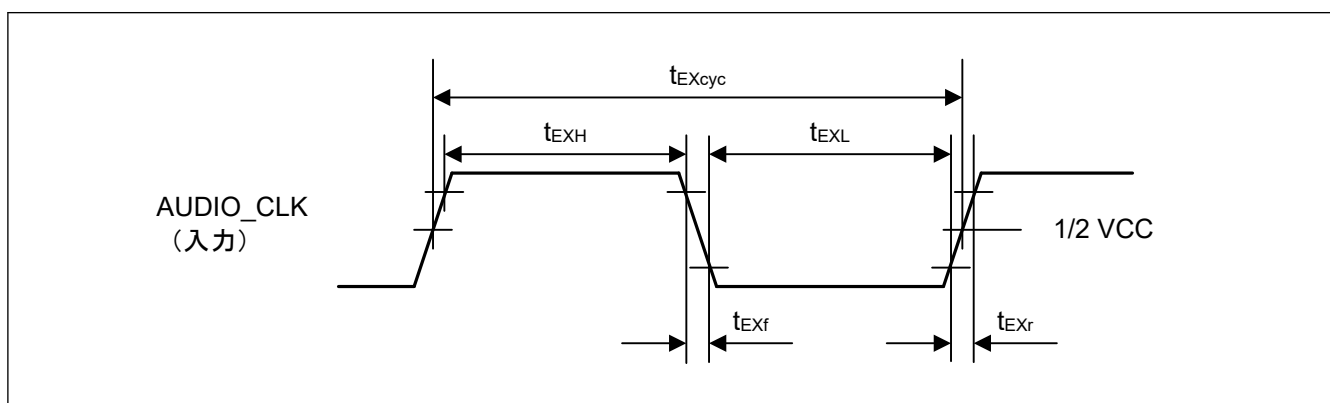 tEXcyc
tEXH
tEXL
AUDIO_CLK
（入力）
1/2 VCC
tEXf
tEXr